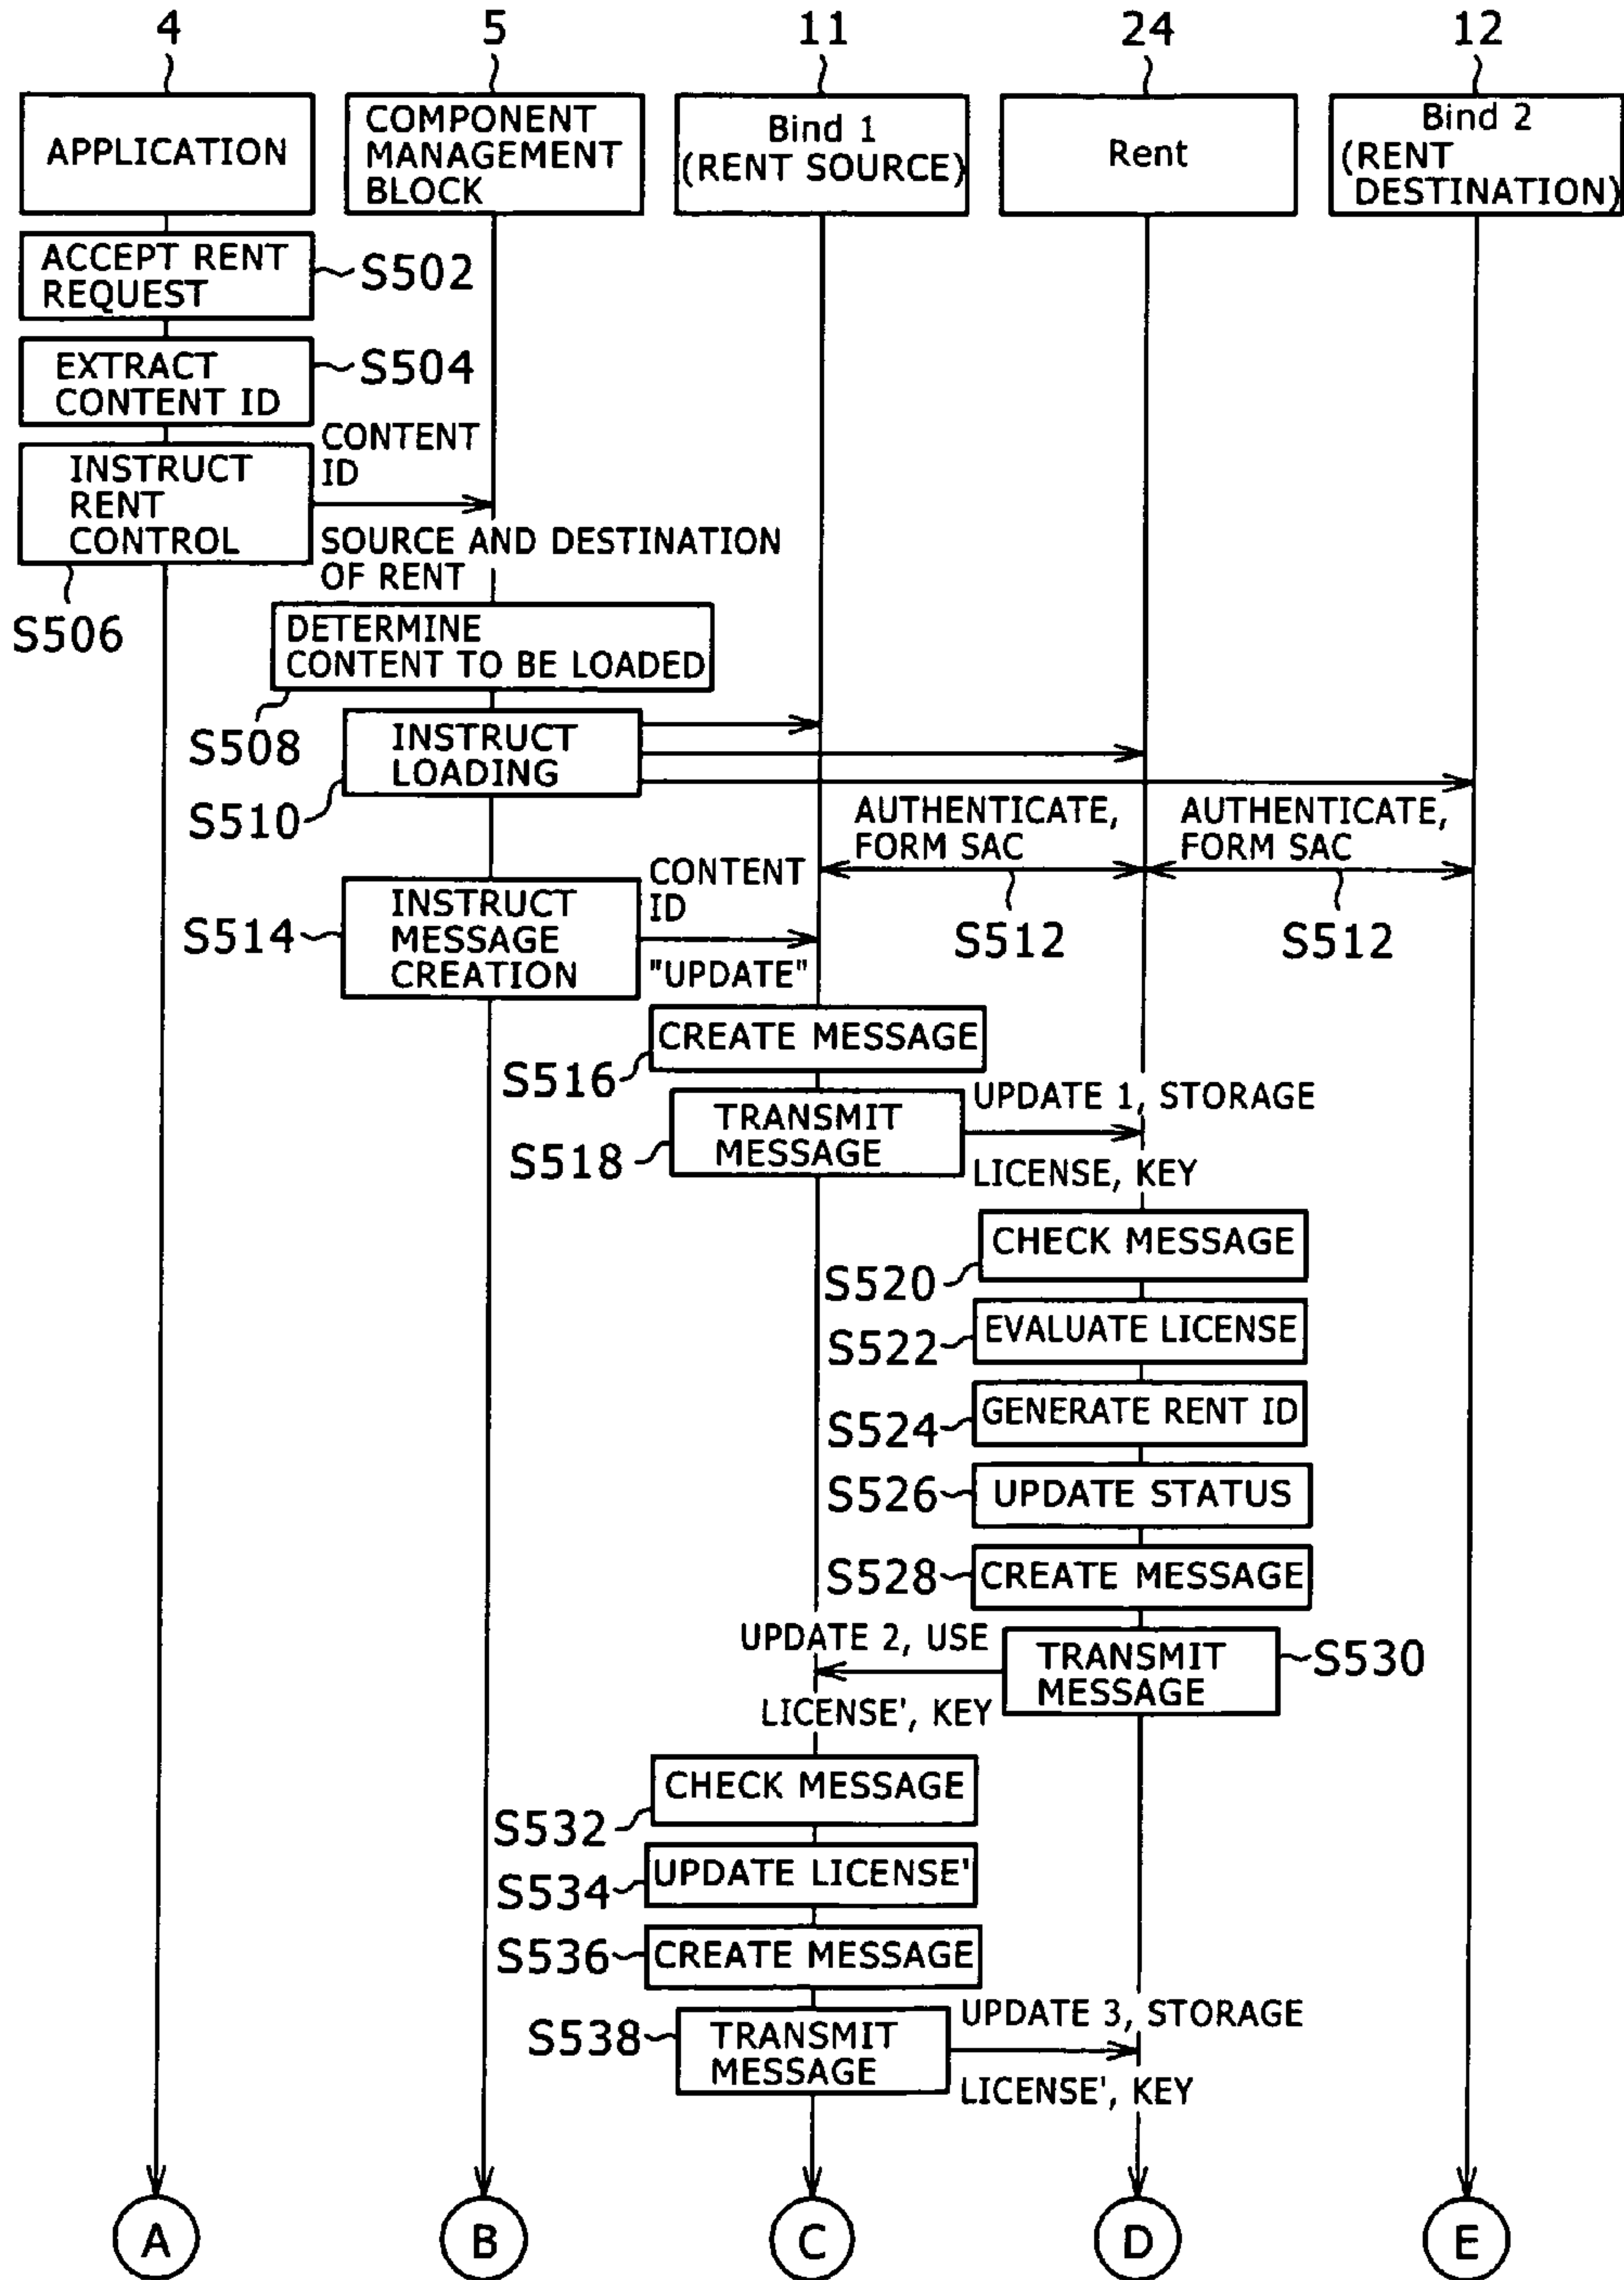 4
5
11
24
12
APPLICATION
COMPONENT
MANAGEMENT
BLOCK
Bind 1
(RENT SOURCE)
Rent
Bind 2
(RENT
DESTINATION)
ACCEPT RENT
REQUEST
S502
EXTRACT
CONTENT ID
S504
INSTRUCT
RENT
CONTROL
S506
CONTENT
ID
SOURCE AND DESTINATION
OF RENT
DETERMINE
CONTENT TO BE LOADED
S508
INSTRUCT
LOADING
S510
AUTHENTICATE,
FORM SAC
AUTHENTICATE,
FORM SAC
S512
S512
S514
INSTRUCT
MESSAGE
CREATION
CONTENT
ID
"UPDATE"
CREATE MESSAGE
S516
TRANSMIT
MESSAGE
S518
UPDATE 1, STORAGE
LICENSE, KEY
CHECK MESSAGE
S520
EVALUATE LICENSE
S522
GENERATE RENT ID
S524
UPDATE STATUS
S526
CREATE MESSAGE
S528
UPDATE 2, USE
LICENSE', KEY
TRANSMIT
MESSAGE
S530
CHECK MESSAGE
S532
UPDATE LICENSE'
S534
CREATE MESSAGE
S536
TRANSMIT
MESSAGE
S538
UPDATE 3, STORAGE
LICENSE', KEY
A
B
C
D
E